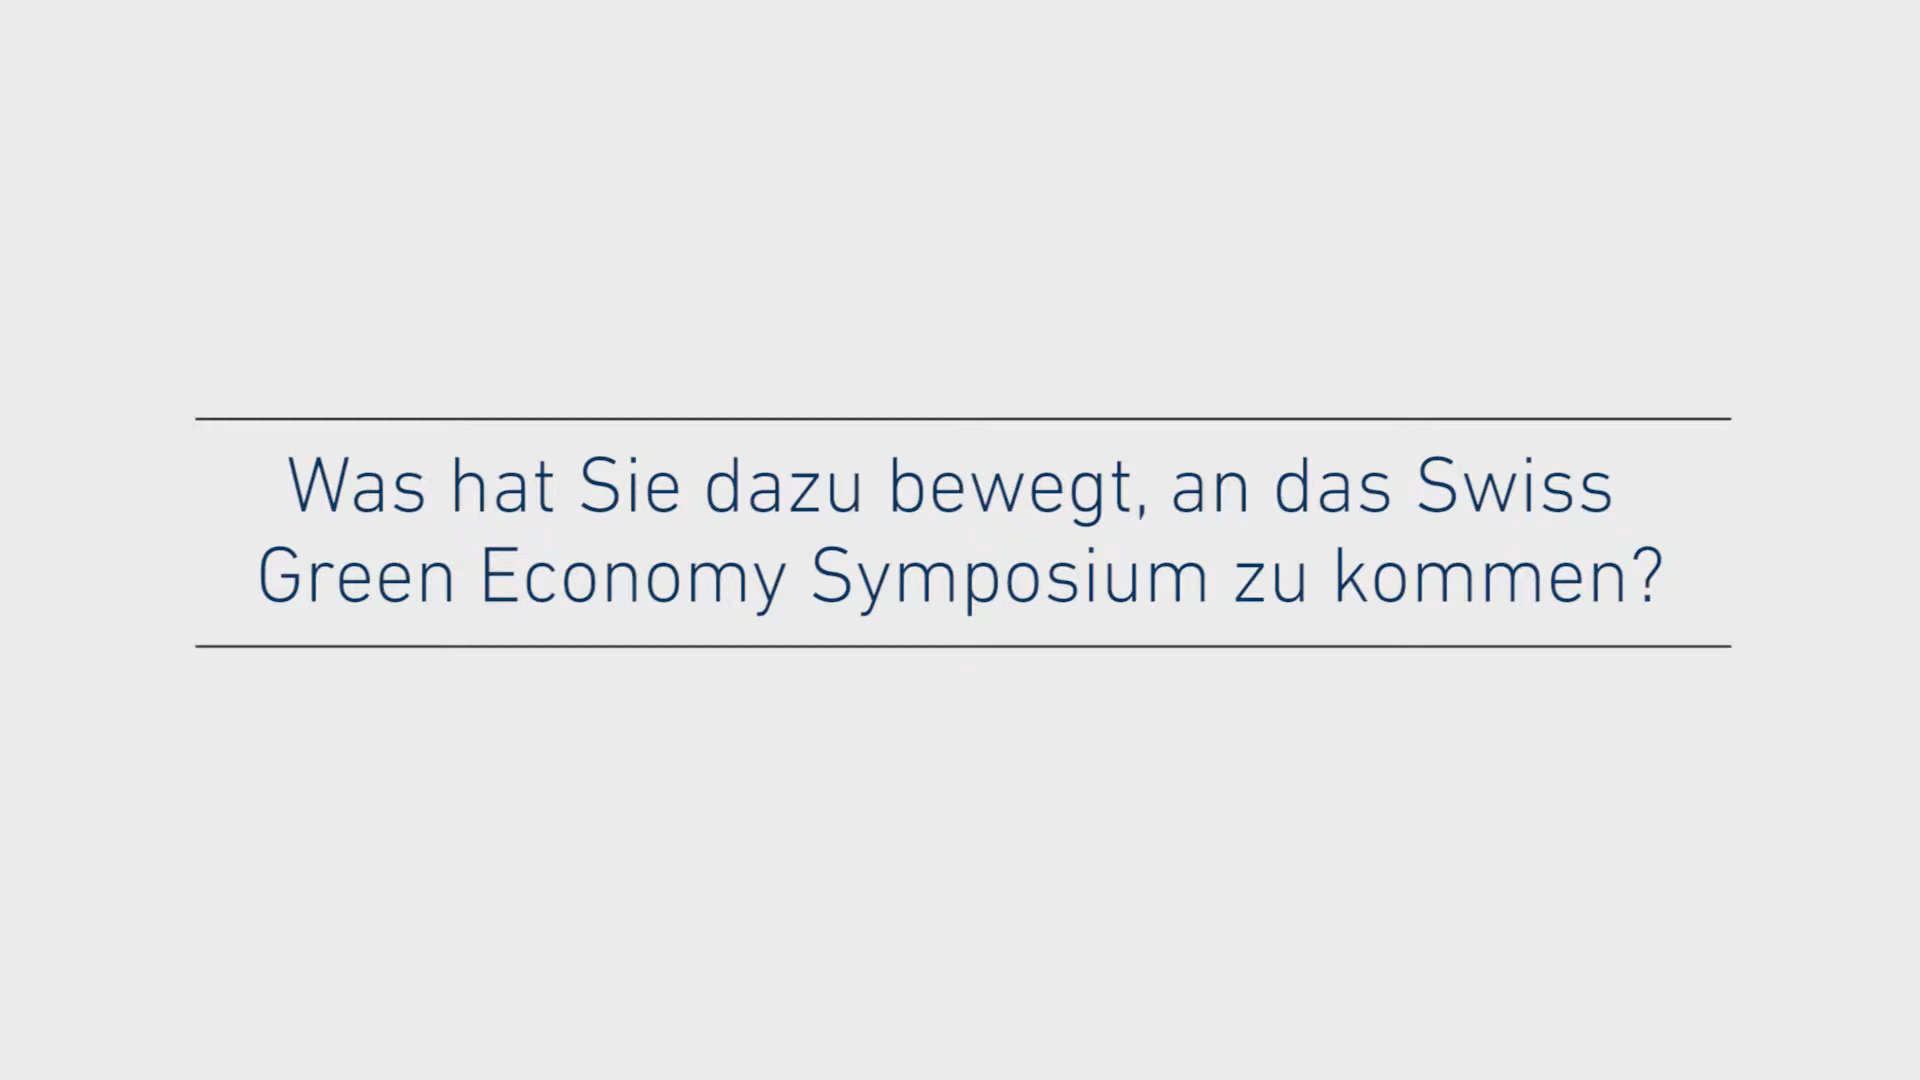 Was hat Sie dazu bewegt, an das Swiss
Green Economy Symposium zu kommen?